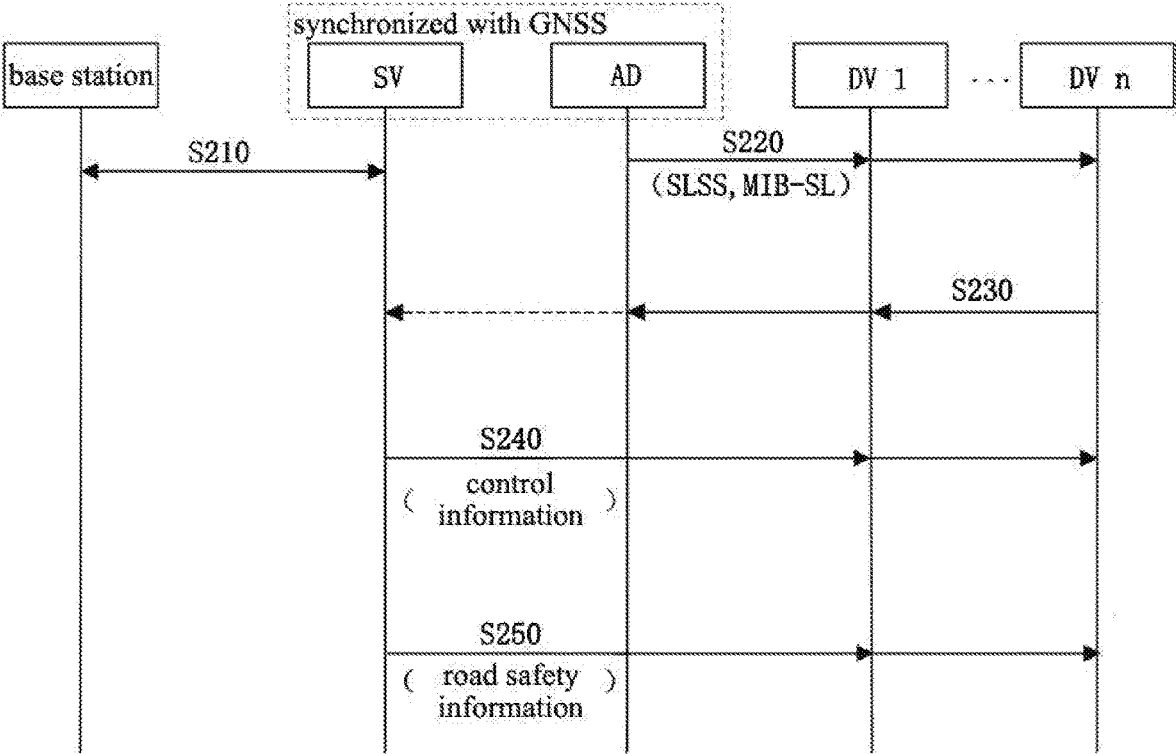 synchronized with GNSS
base station
SV
AD
DV 1
...
DV n
S210
S220
(SLSS, MIB-SL)
S230
S240
( control )
information
S250
( road safety )
information